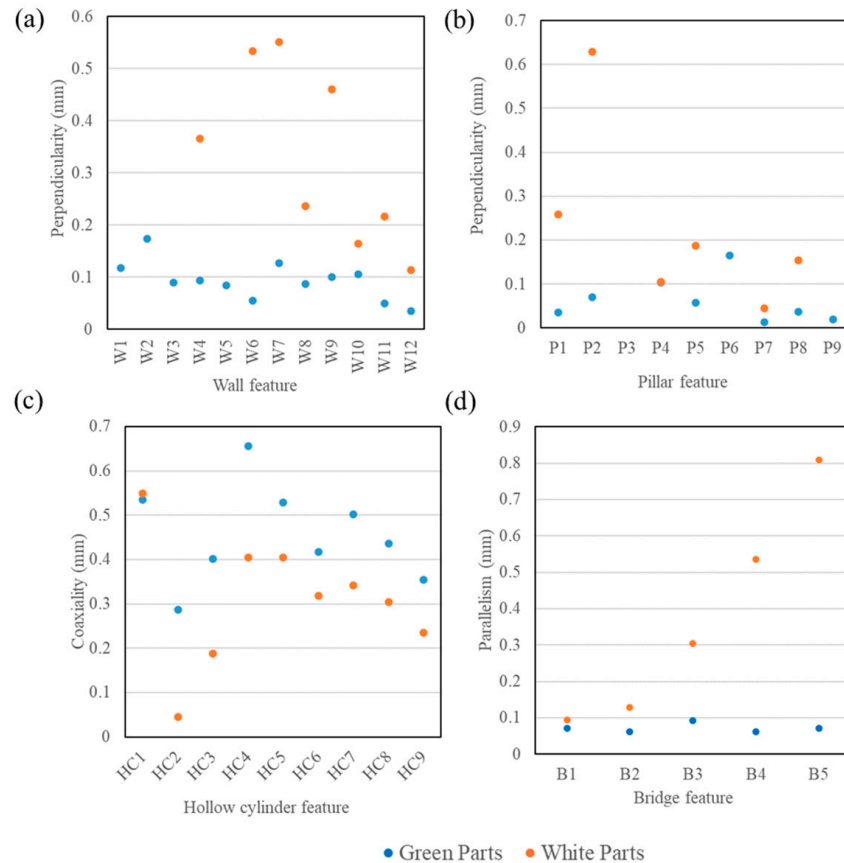 (a)
0.6
0.5
0.4
0.3
0.2
0.1
0
Perpendicularity (mm)
W1 W2 W3 W4 W5 W6 W7 W8 W9 W10 W11 W12
Wall feature
(b)
0.7
0.6
0.5
0.4
0.3
0.2
0.1
0
Perpendicularity (mm)
P1 P2 P3 P4 P5 P6 P7 P8 P9
Pillar feature
(c)
0.7
0.6
0.5
0.4
0.3
0.2
0.1
0
Coaxiality (mm)
HC1 HC2 HC3 HC4 HC5 HC6 HC7 HC8 HC9
Hollow cylinder feature
(d)
0.9
0.8
0.7
0.6
0.5
0.4
0.3
0.2
0.1
0
Parallelism (mm)
B1 B2 B3 B4 B5
Bridge feature
Green Parts White Parts